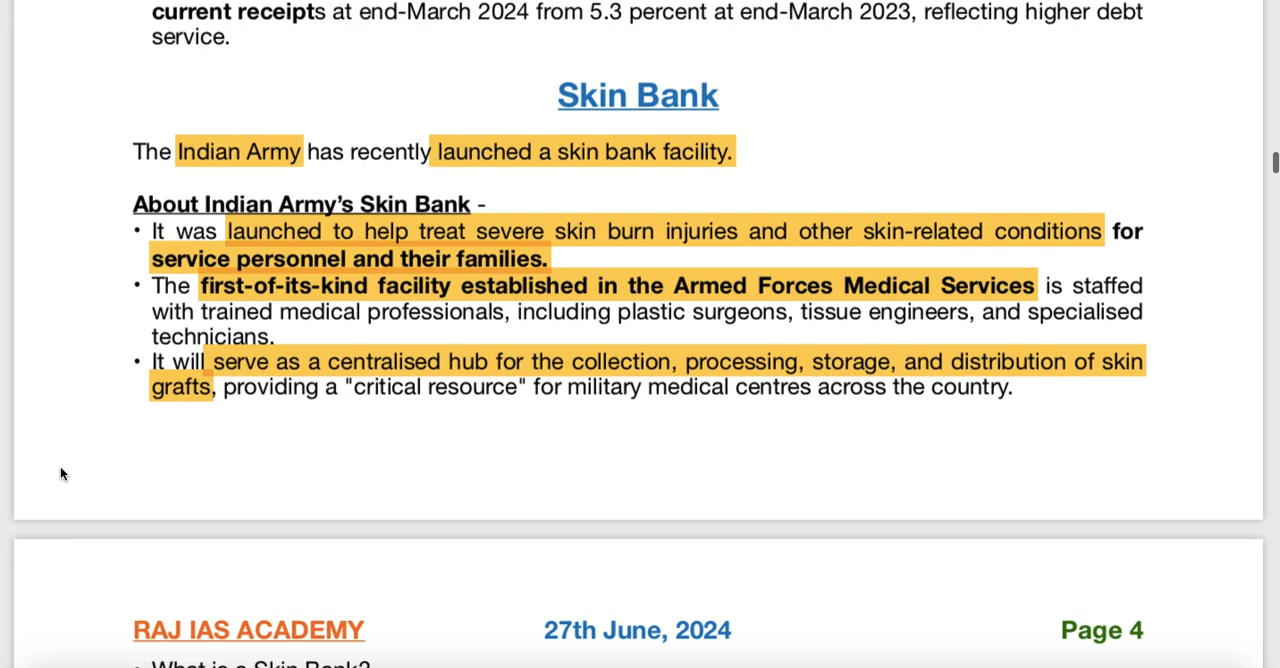 current receipts at end-March 2024 from 5.3 percent at end-March 2023, reflecting higher debt
service.
Skin Bank
The Indian Army has recently launched a skin bank facility.
About Indian Army’s Skin Bank -
• It was launched to help treat severe skin burn injuries and other skin-related conditions for
service personnel and their families.
• The first-of-its-kind facility established in the Armed Forces Medical Services is staffed
with trained medical professionals, including plastic surgeons, tissue engineers, and specialised
technicians.
• It will serve as a centralised hub for the collection, processing, storage, and distribution of skin
grafts, providing a "critical resource" for military medical centres across the country.
RAJ IAS ACADEMY 27th June, 2024 Page 4
• What is a Skin Bank?